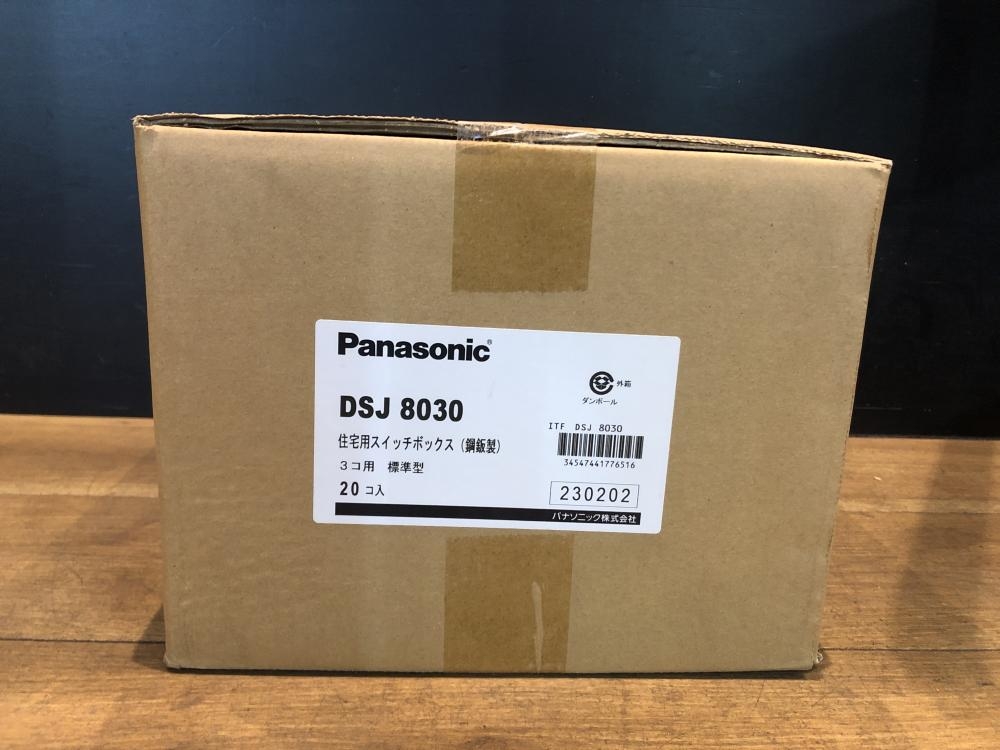 Panasonic®
DSJ 8030
住宅用スイッチボックス（鋼鈑製）
3コ用 標準型
20 コ入
外箱
ダンボール
ITF DSJ 8030
34547441776516
230202
パナソニック株式会社